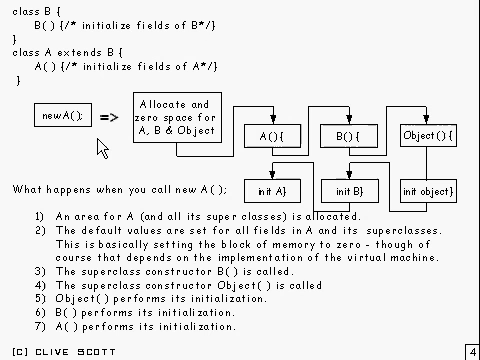 class B {
B( ) {/* initialize fields of B*/}
}
class A extends B {
A( ) {/* initialize fields of A*/}
}
new A( );
=>
Allocate and
zero space for
A, B & Object
A( ) {
B( ) {
Object( ) {
init A}
init B}
init object}
What happens when you call new A( );
1) An area for A (and all its super classes) is allocated.
2) The default values are set for all fields in A and its superclasses.
This is basically setting the block of memory to zero - though of
course that depends on the implementation of the virtual machine.
3) The superclass constructor B( ) is called.
4) The superclass constructor Object( ) is called
5) Object( ) performs its initialization.
6) B( ) performs its initialization.
7) A( ) performs its initialization.
(C) CLIVE SCOTT
4